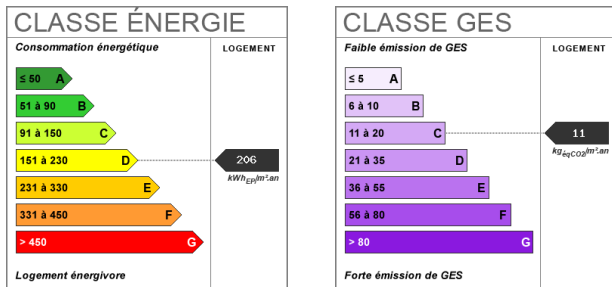 CLASSE ÉNERGIE
Consommation énergétique
LOGEMENT
≤ 50 A
51 à 90 B
91 à 150 C
151 à 230 D
206
kWhEP/m².an
231 à 330 E
331 à 450 F
> 450 G
Logement énergivore
CLASSE GES
Faible émission de GES
LOGEMENT
≤ 5 A
6 à 10 B
11 à 20 C
11
kgéqCO2/m².an
21 à 35 D
36 à 55 E
56 à 80 F
> 80 G
Forte émission de GES